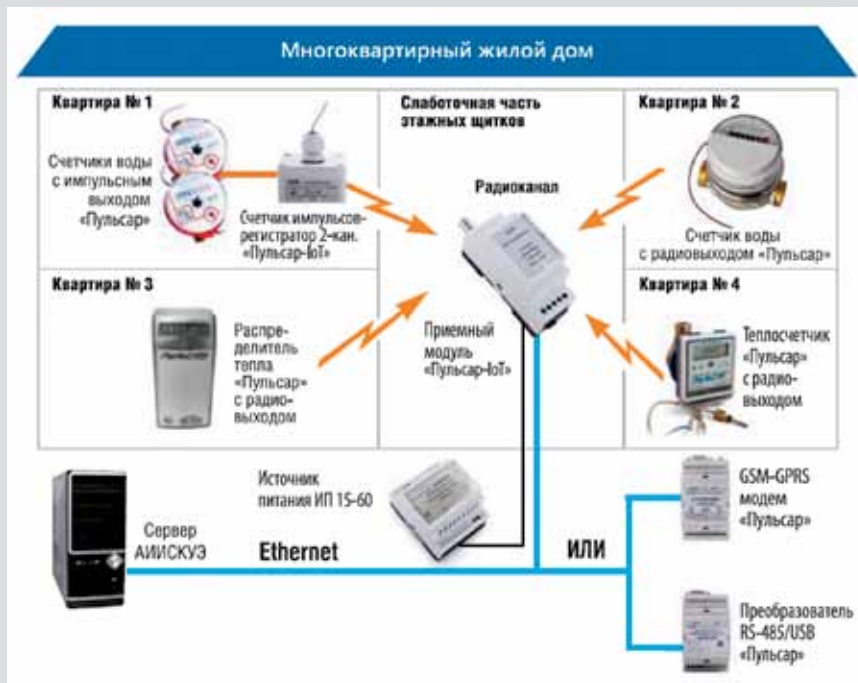 Многоквартирный жилой дом
Квартира № 1
Счетчики воды
с импульсным
выходом
«Пульсар»
Счетчик импульсов-
регистратор 2-кан.
«Пульсар-IoT»
Слаботочная часть
этажных щитков
Радиоканал
Приемный
модуль
«Пульсар-IoT»
Квартира № 2
Счетчик воды
с радиовыходом «Пульсар»
Квартира № 3
Распре-
делитель
тепла
«Пульсар»
с радио-
выходом
Квартира № 4
Теплосчетчик
«Пульсар»
с радио-
выходом
Источник
питания ИП 15-60
Сервер
АИИСКУЭ
Ethernet
ИЛИ
GSM-GPRS
модем
«Пульсар»
Преобразователь
RS-485/USB
«Пульсар»